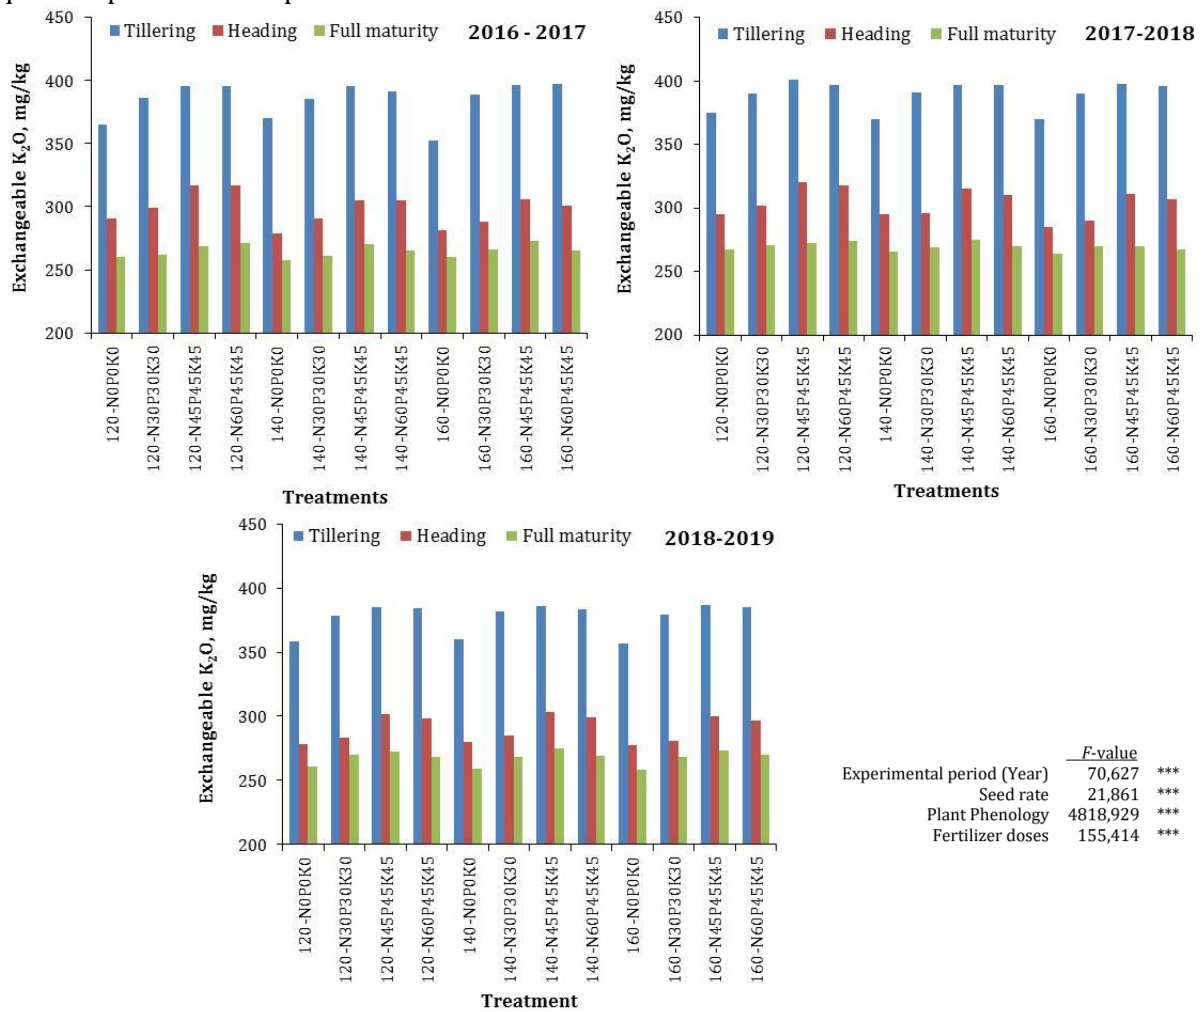 Tillering Heading Full maturity 2016 - 2017
Exchangeable K₂O, mg/kg
450
400
350
300
250
200
120-N0P0K0
120-N30P30K30
120-N45P45K45
120-N60P45K45
140-N0P0K0
140-N30P30K30
140-N45P45K45
140-N60P45K45
160-N0P0K0
160-N30P30K30
160-N45P45K45
160-N60P45K45
Treatments
Tillering Heading Full maturity 2017-2018
Exchangeable K₂O, mg/kg
450
400
350
300
250
200
120-N0P0K0
120-N30P30K30
120-N45P45K45
120-N60P45K45
140-N0P0K0
140-N30P30K30
140-N45P45K45
140-N60P45K45
160-N0P0K0
160-N30P30K30
160-N45P45K45
160-N60P45K45
Treatments
Tillering Heading Full maturity 2018-2019
Exchangeable K₂O, mg/kg
450
400
350
300
250
200
120-N0P0K0
120-N30P30K30
120-N45P45K45
120-N60P45K45
140-N0P0K0
140-N30P30K30
140-N45P45K45
140-N60P45K45
160-N0P0K0
160-N30P30K30
160-N45P45K45
160-N60P45K45
Treatment
F-value
Experimental period (Year) 70,627 ***
Seed rate 21,861 ***
Plant Phenology 4818,929 ***
Fertilizer doses 155,414 ***